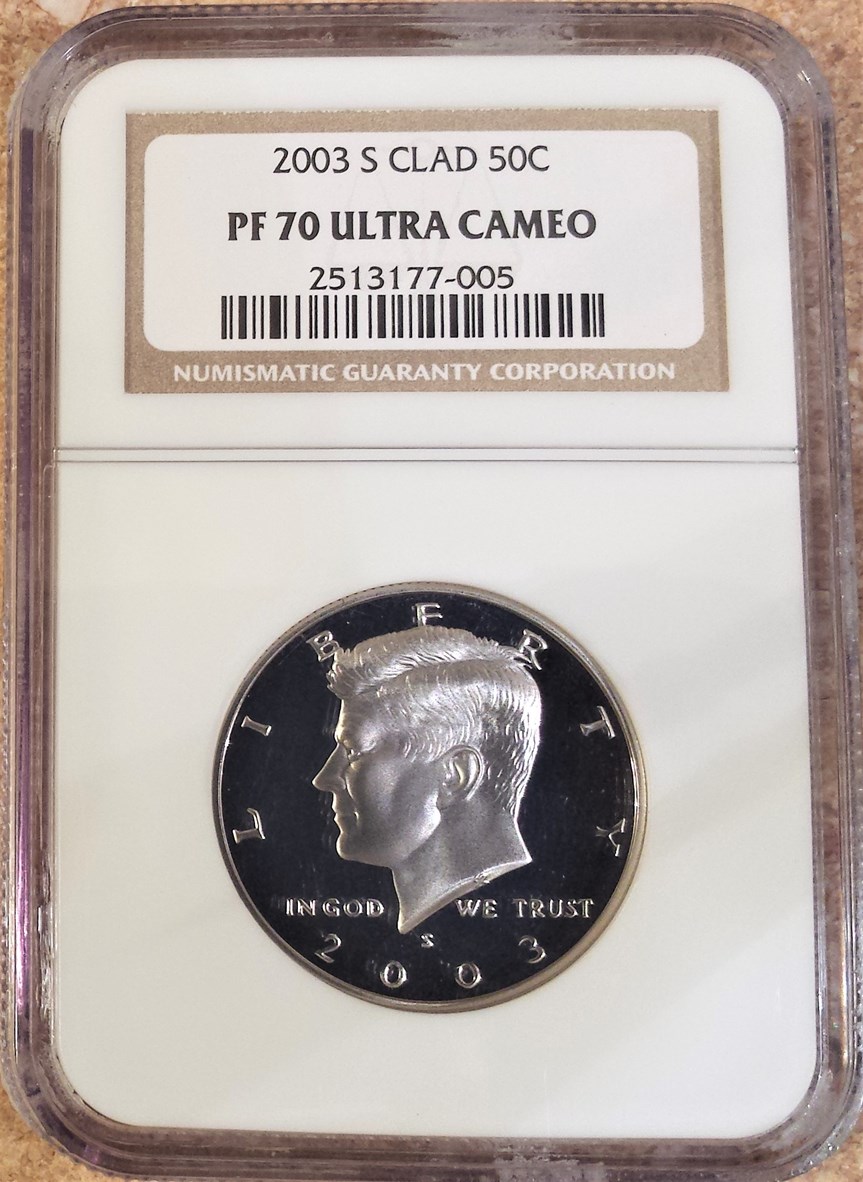 2003 S CLAD 50C
PF 70 ULTRA CAMEO
2513177-005
NUMISMATIC GUARANTY CORPORATION
LIBERTY
IN GOD WE TRUST
S
2003